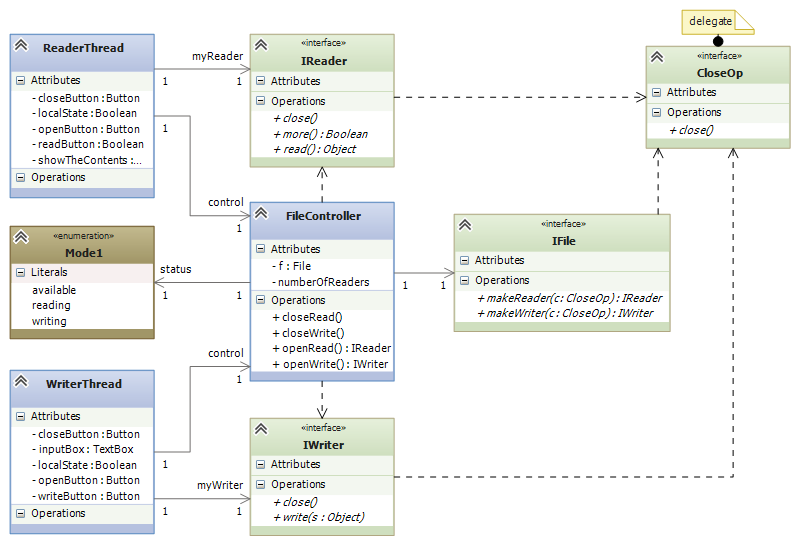 delegate
ReaderThread
Attributes
- closeButton : Button
- localState : Boolean
- openButton : Button
- readButton : Boolean
- showTheContents :...
Operations
myReader
1
1
«interface»
IReader
Attributes
Operations
+ close()
+ more() : Boolean
+ read() : Object
«interface»
CloseOp
Attributes
Operations
+ close()
1
control
1
«enumeration»
Mode1
Literals
available
reading
writing
status
1
1
FileController
Attributes
- f : File
- numberOfReaders
Operations
+ closeRead()
+ closeWrite()
+ openRead() : IReader
+ openWrite() : IWriter
1
1
«interface»
IFile
Attributes
Operations
+ makeReader(c: CloseOp) : IReader
+ makeWriter(c: CloseOp) : IWriter
control
1
WriterThread
Attributes
- closeButton : Button
- inputBox : TextBox
- localState : Boolean
- openButton : Button
- writeButton : Button
Operations
1
myWriter
1
1
«interface»
IWriter
Attributes
Operations
+ close()
+ write(s : Object)